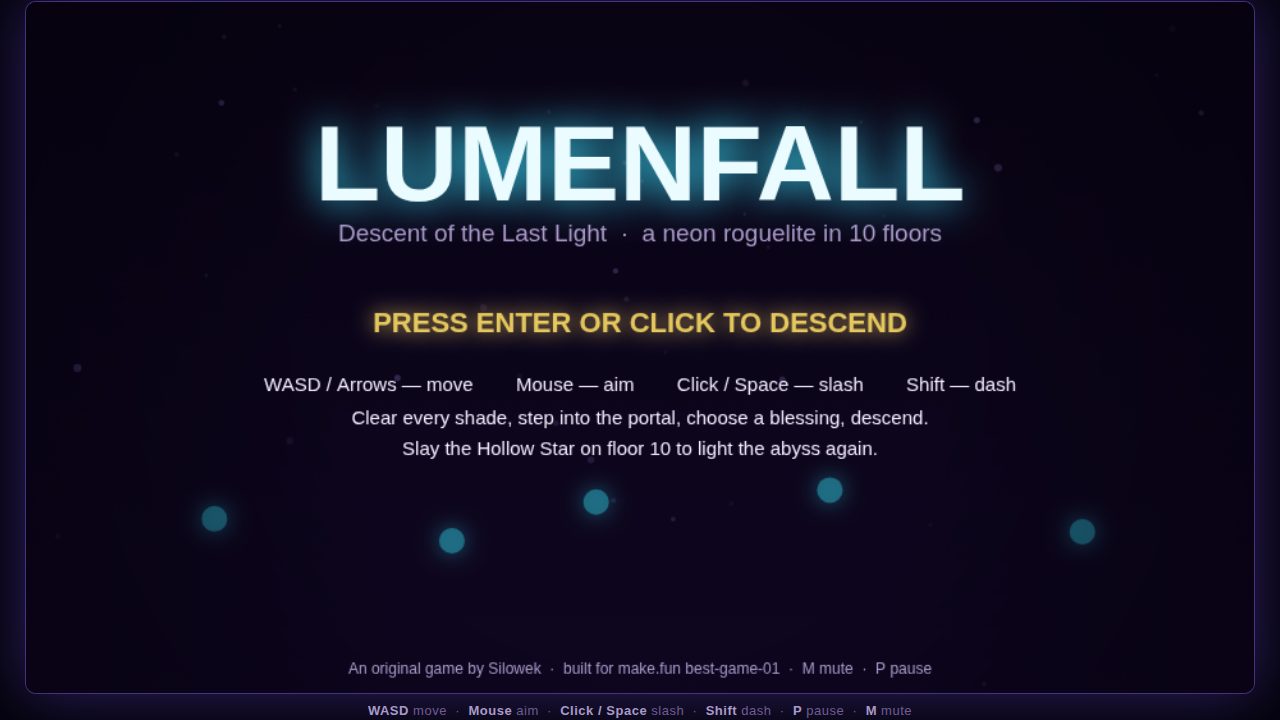 LUMENFALL
Descent of the Last Light · a neon roguelite in 10 floors
PRESS ENTER OR CLICK TO DESCEND
WASD / Arrows — move Mouse — aim Click / Space — slash Shift — dash
Clear every shade, step into the portal, choose a blessing, descend.
Slay the Hollow Star on floor 10 to light the abyss again.
An original game by Silowek · built for make.fun best-game-01 · M mute · P pause
WASD move · Mouse aim · Click / Space slash · Shift dash · P pause · M mute